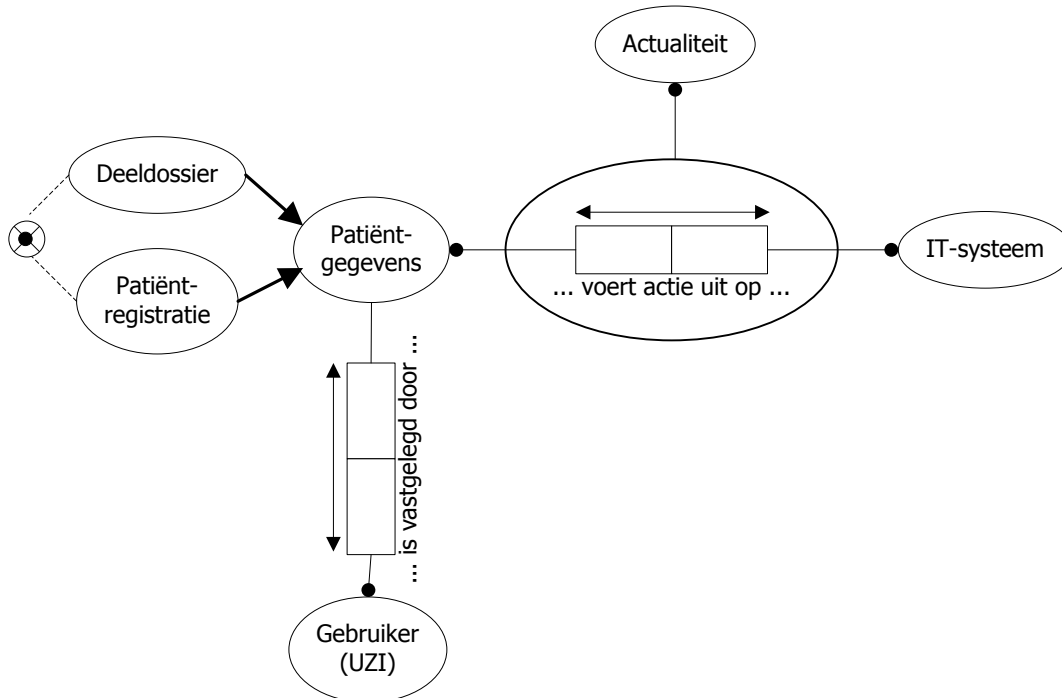 Actualiteit
Deeldossier
Patiënt-
gegevens
IT-systeem
... voert actie uit op ...
Patiënt-
registratie
... is vastgelegd door ...
Gebruiker
(UZI)